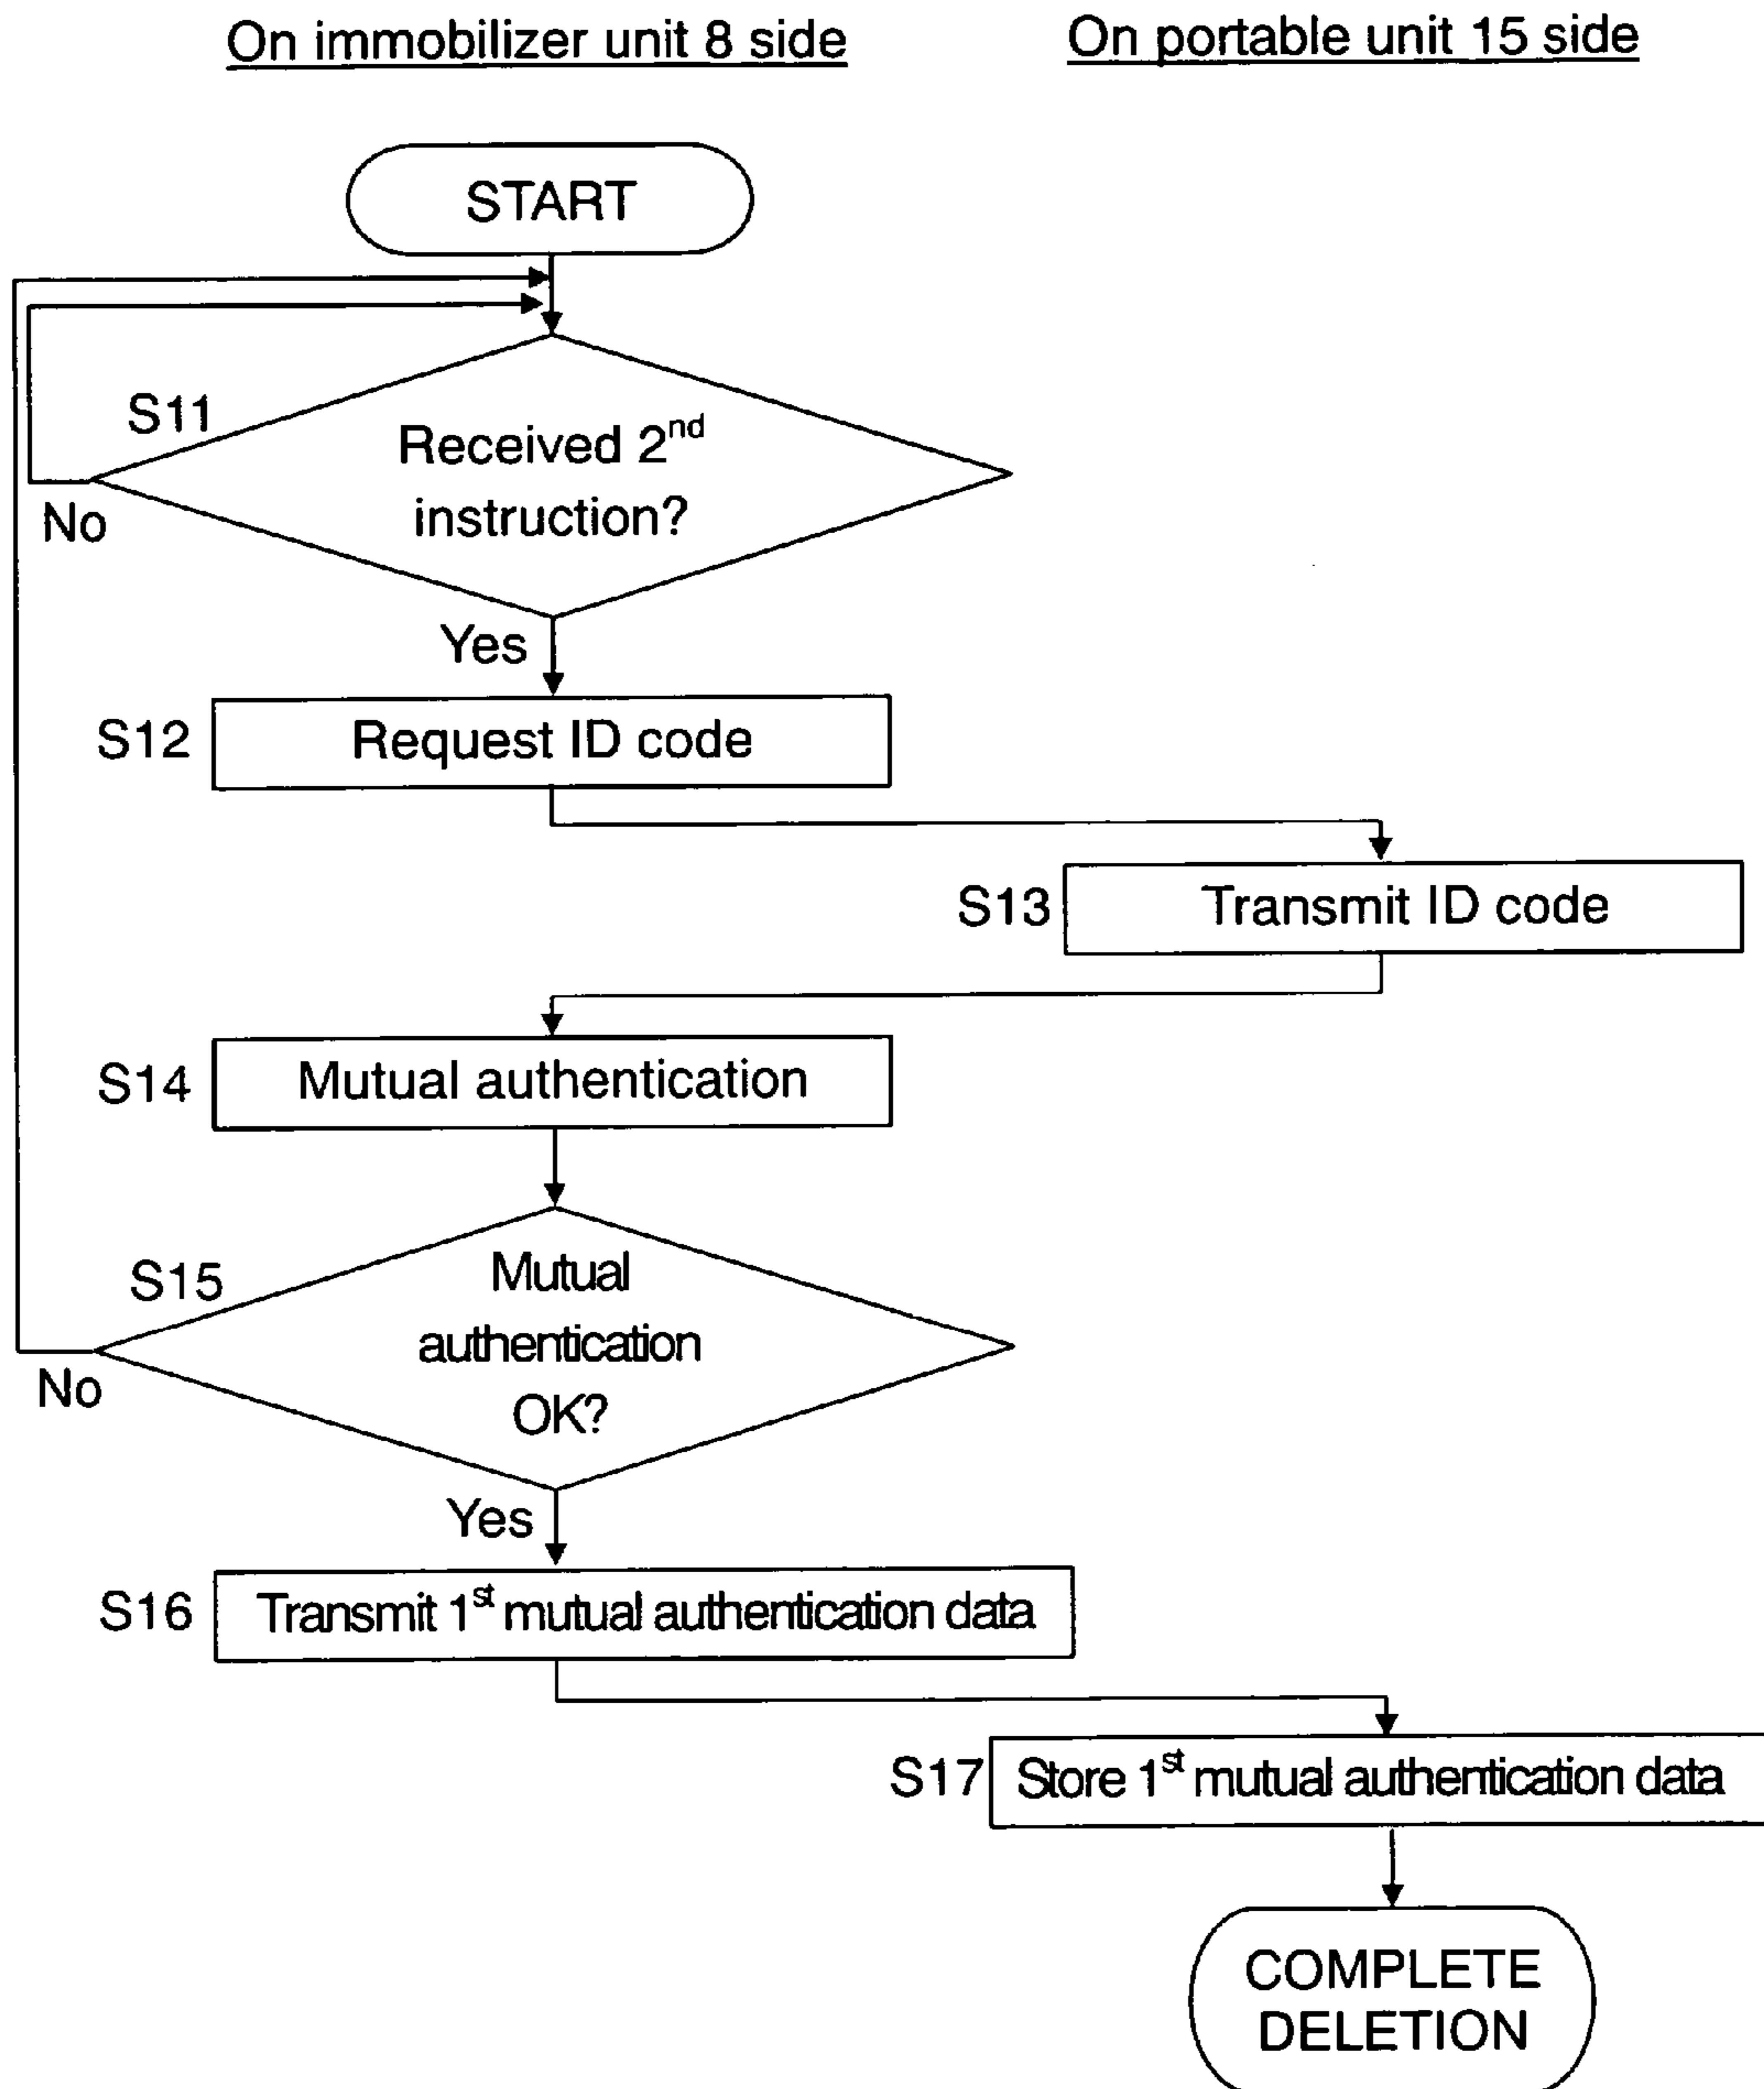 On immobilizer unit 8 side
On portable unit 15 side
START
S11
Received 2nd
instruction?
No
Yes
S12
Request ID code
S13
Transmit ID code
S14
Mutual authentication
S15
Mutual
authentication
OK?
No
Yes
S16
Transmit 1st mutual authentication data
S17
Store 1st mutual authentication data
COMPLETE
DELETION